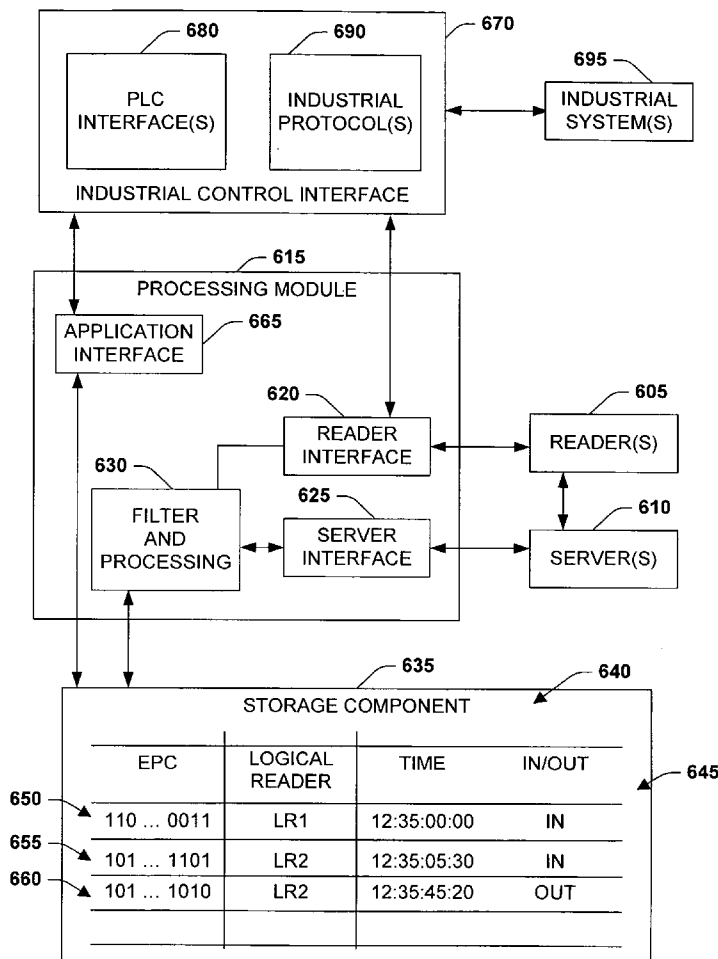 680
690
670
695
PLC
INTERFACE(S)
INDUSTRIAL
PROTOCOL(S)
INDUSTRIAL
SYSTEM(S)
INDUSTRIAL CONTROL INTERFACE
615
PROCESSING MODULE
665
APPLICATION
INTERFACE
620
605
READER
INTERFACE
READER(S)
630
625
610
FILTER
AND
PROCESSING
SERVER
INTERFACE
SERVER(S)
635
640
STORAGE COMPONENT
645
EPC LOGICAL READER TIME IN/OUT
650 110 ... 0011 LR1 12:35:00:00 IN
655 101 ... 1101 LR2 12:35:05:30 IN
660 101 ... 1010 LR2 12:35:45:20 OUT